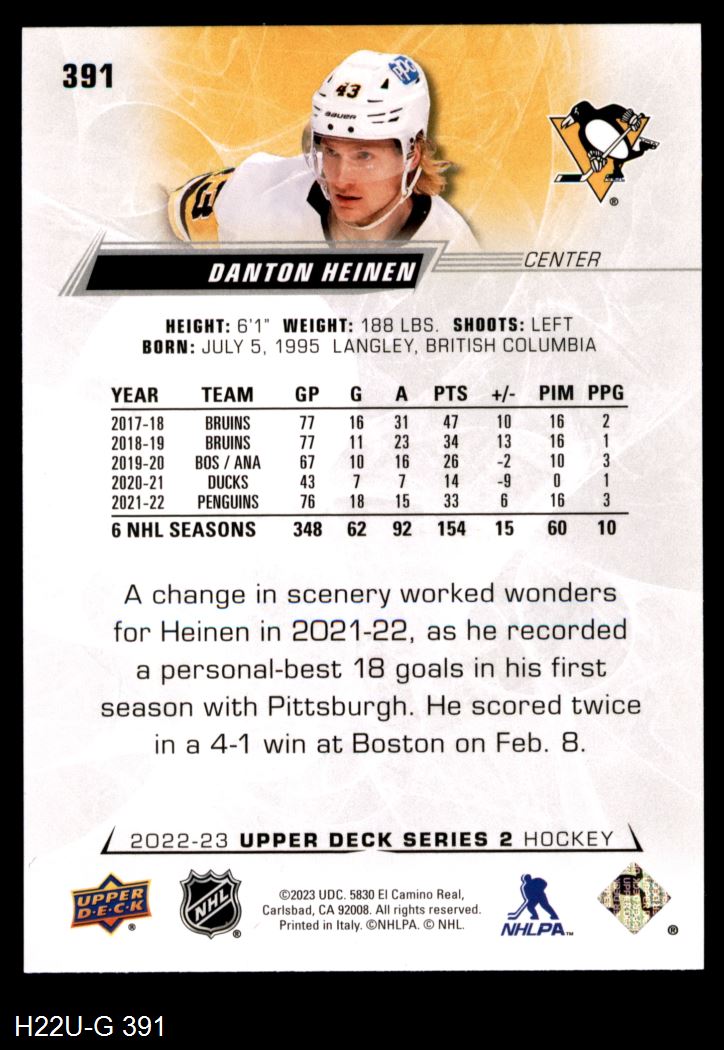 391
43
BAUER
PPG
3
DANTON HEINEN
CENTER
HEIGHT: 6'1" WEIGHT: 188 LBS. SHOOTS: LEFT
BORN: JULY 5, 1995 LANGLEY, BRITISH COLUMBIA
YEAR TEAM GP G A PTS +/- PIM PPG
2017-18 BRUINS 77 16 31 47 10 16 2
2018-19 BRUINS 77 11 23 34 13 16 1
2019-20 BOS / ANA 67 10 16 26 -2 10 3
2020-21 DUCKS 43 7 7 14 -9 0 1
2021-22 PENGUINS 76 18 15 33 6 16 3
6 NHL SEASONS 348 62 92 154 15 60 10
A change in scenery worked wonders
for Heinen in 2021-22, as he recorded
a personal-best 18 goals in his first
season with Pittsburgh. He scored twice
in a 4-1 win at Boston on Feb. 8.
2022-23 UPPER DECK SERIES 2 HOCKEY
UPPER
D·E·C·K
®
NHL
®
©2023 UDC. 5830 El Camino Real,
Carlsbad, CA 92008. All rights reserved.
Printed in Italy. ©NHLPA. © NHL.
NHLPA™
®
H22U-G 391